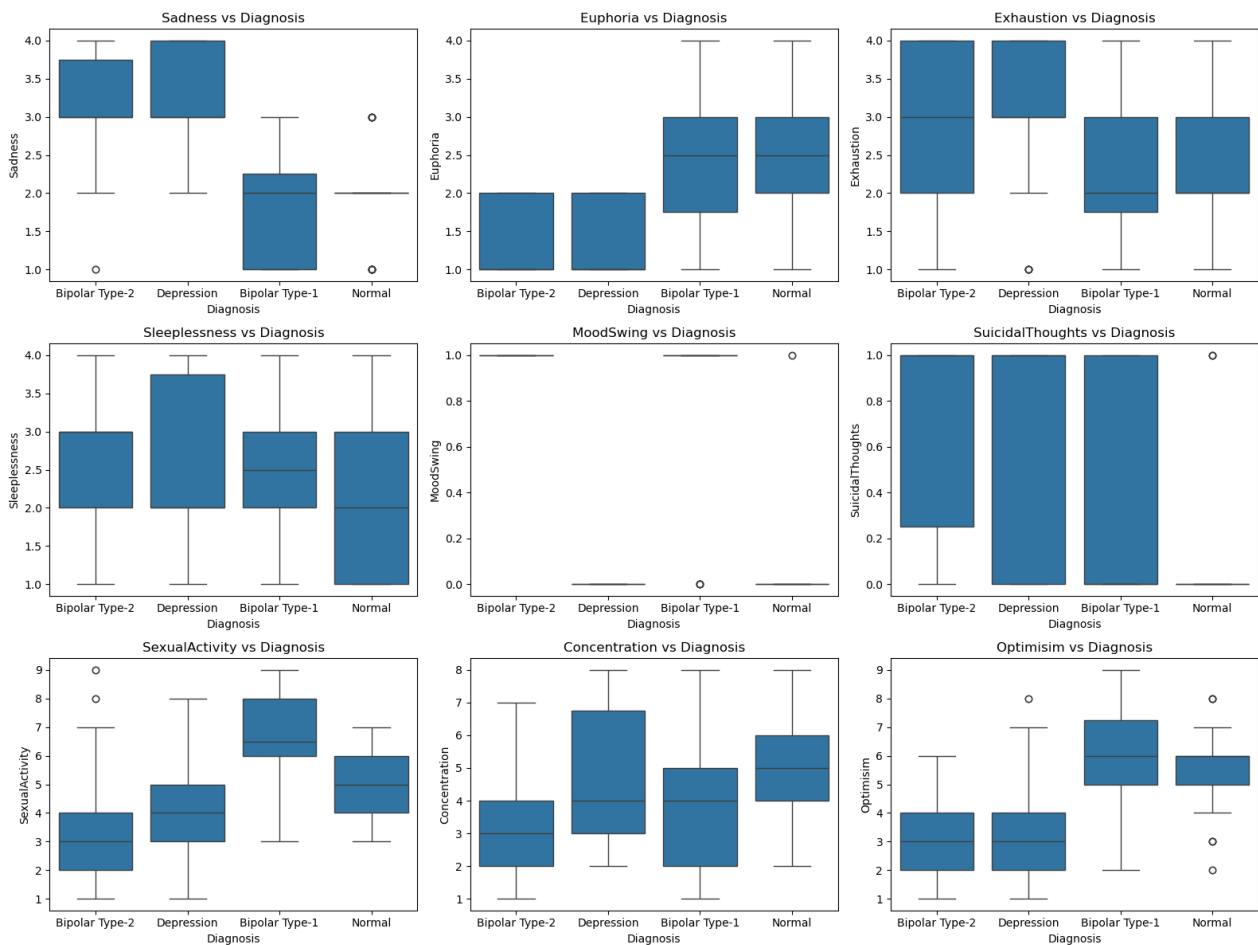 Sadness vs Diagnosis
Sadness
4.0
3.5
3.0
2.5
2.0
1.5
1.0
Bipolar Type-2 Depression Bipolar Type-1 Normal
Diagnosis
Euphoria vs Diagnosis
Euphoria
4.0
3.5
3.0
2.5
2.0
1.5
1.0
Bipolar Type-2 Depression Bipolar Type-1 Normal
Diagnosis
Exhaustion vs Diagnosis
Exhaustion
4.0
3.5
3.0
2.5
2.0
1.5
1.0
Bipolar Type-2 Depression Bipolar Type-1 Normal
Diagnosis
Sleeplessness vs Diagnosis
Sleeplessness
4.0
3.5
3.0
2.5
2.0
1.5
1.0
Bipolar Type-2 Depression Bipolar Type-1 Normal
Diagnosis
MoodSwing vs Diagnosis
MoodSwing
1.0
0.8
0.6
0.4
0.2
0.0
Bipolar Type-2 Depression Bipolar Type-1 Normal
Diagnosis
SuicidalThoughts vs Diagnosis
SuicidalThoughts
1.0
0.8
0.6
0.4
0.2
0.0
Bipolar Type-2 Depression Bipolar Type-1 Normal
Diagnosis
SexualActivity vs Diagnosis
SexualActivity
9
8
7
6
5
4
3
2
1
Bipolar Type-2 Depression Bipolar Type-1 Normal
Diagnosis
Concentration vs Diagnosis
Concentration
8
7
6
5
4
3
2
1
Bipolar Type-2 Depression Bipolar Type-1 Normal
Diagnosis
Optimisim vs Diagnosis
Optimisim
9
8
7
6
5
4
3
2
1
Bipolar Type-2 Depression Bipolar Type-1 Normal
Diagnosis